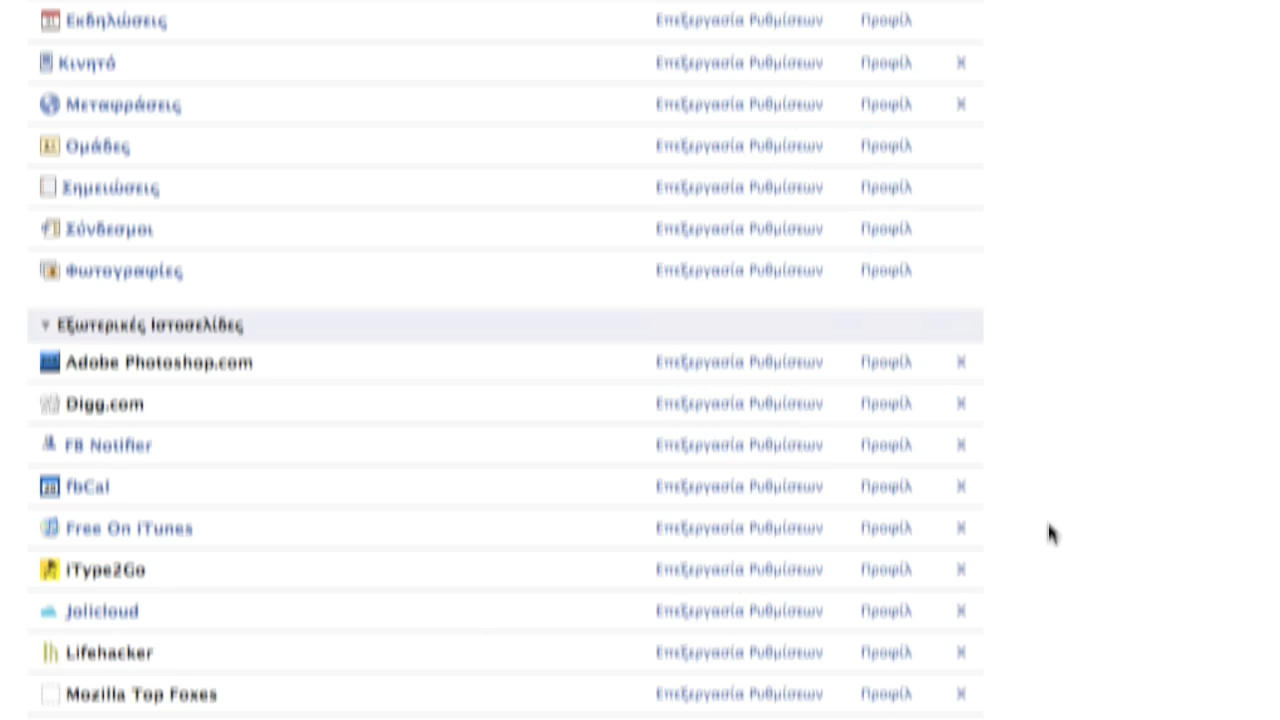 Εκδηλώσεις Επεξεργασία Ρυθμίσεων Προφίλ
Κινητό Επεξεργασία Ρυθμίσεων Προφίλ X
Μεταφράσεις Επεξεργασία Ρυθμίσεων Προφίλ X
Ομάδες Επεξεργασία Ρυθμίσεων Προφίλ
Σημειώσεις Επεξεργασία Ρυθμίσεων Προφίλ
Σύνδεσμοι Επεξεργασία Ρυθμίσεων Προφίλ
Φωτογραφίες Επεξεργασία Ρυθμίσεων Προφίλ
Εξωτερικές Ιστοσελίδες
Adobe Photoshop.com Επεξεργασία Ρυθμίσεων Προφίλ X
Digg.com Επεξεργασία Ρυθμίσεων Προφίλ X
FB Notifier Επεξεργασία Ρυθμίσεων Προφίλ X
fbCal Επεξεργασία Ρυθμίσεων Προφίλ X
Free On iTunes Επεξεργασία Ρυθμίσεων Προφίλ X
iType2Go Επεξεργασία Ρυθμίσεων Προφίλ X
Jolicloud Επεξεργασία Ρυθμίσεων Προφίλ X
Lifehacker Επεξεργασία Ρυθμίσεων Προφίλ X
Mozilla Top Foxes Επεξεργασία Ρυθμίσεων Προφίλ X